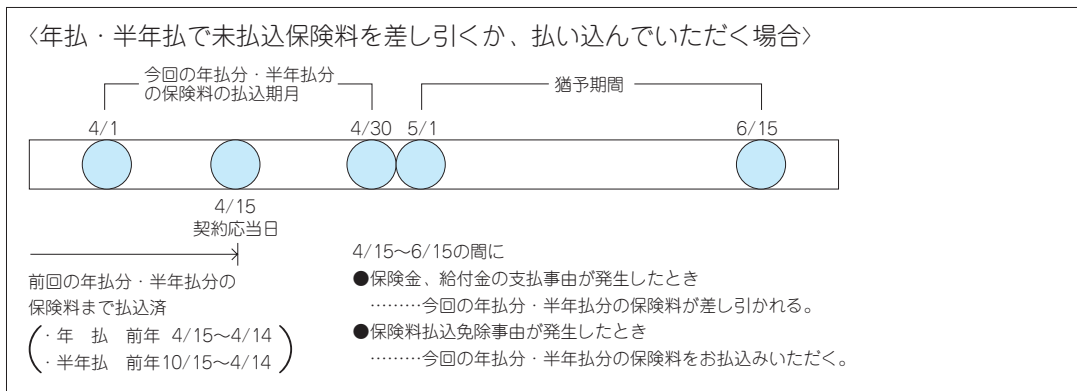 〈年払・半年払で未払込保険料を差し引くか、払い込んでいただく場合〉
今回の年払分・半年払分
の保険料の払込期月
猶予期間
4/1
4/30
5/1
6/15
4/15
契約応当日
前回の年払分・半年払分の
保険料まで払込済
・年　払　前年 4/15～4/14
・半年払　前年10/15～4/14
4/15～6/15の間に
●保険金、給付金の支払事由が発生したとき
………今回の年払分・半年払分の保険料が差し引かれる。
●保険料払込免除事由が発生したとき
………今回の年払分・半年払分の保険料をお払込みいただく。